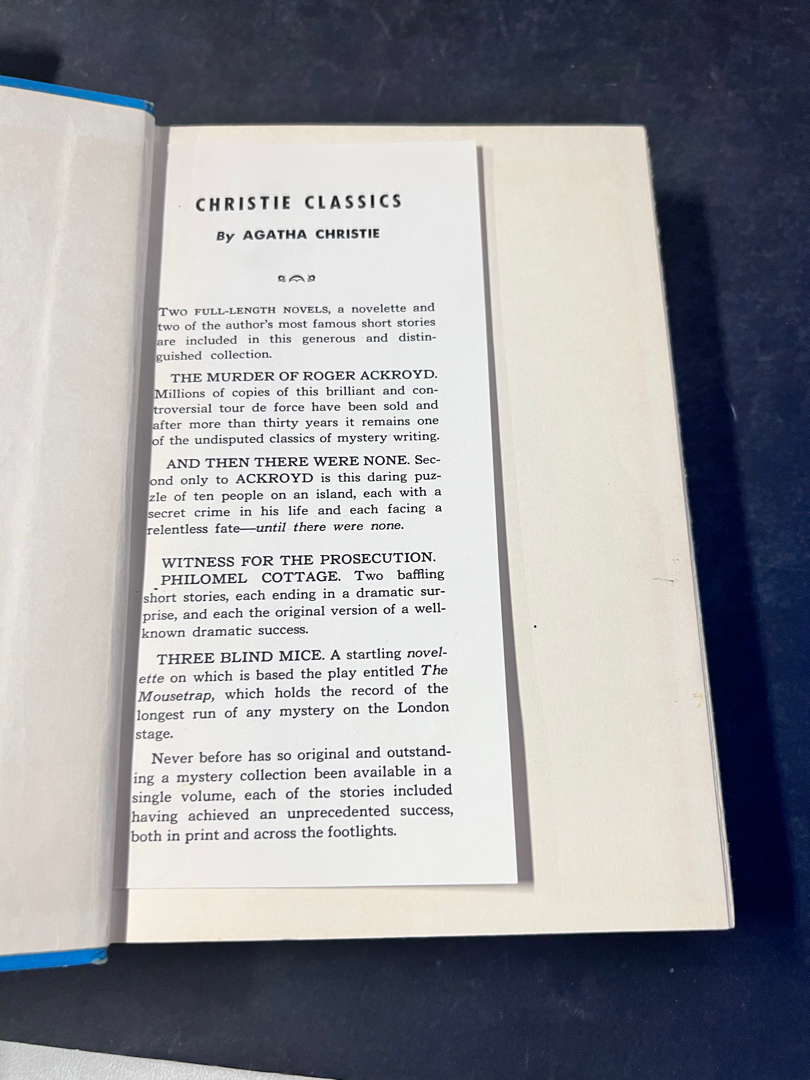 CHRISTIE CLASSICS
By AGATHA CHRISTIE
TWO FULL-LENGTH NOVELS, a novelette and
two of the author's most famous short stories
are included in this generous and distin-
guished collection.
THE MURDER OF ROGER ACKROYD.
Millions of copies of this brilliant and con-
troversial tour de force have been sold and
after more than thirty years it remains one
of the undisputed classics of mystery writing.
AND THEN THERE WERE NONE. Sec-
ond only to ACKROYD is this daring puz-
zle of ten people on an island, each with a
secret crime in his life and each facing a
relentless fate—until there were none.
WITNESS FOR THE PROSECUTION.
PHILOMEL COTTAGE. Two baffling
short stories, each ending in a dramatic sur-
prise, and each the original version of a well-
known dramatic success.
THREE BLIND MICE. A startling novel-
ette on which is based the play entitled The
Mousetrap, which holds the record of the
longest run of any mystery on the London
stage.
Never before has so original and outstand-
ing a mystery collection been available in a
single volume, each of the stories included
having achieved an unprecedented success,
both in print and across the footlights.